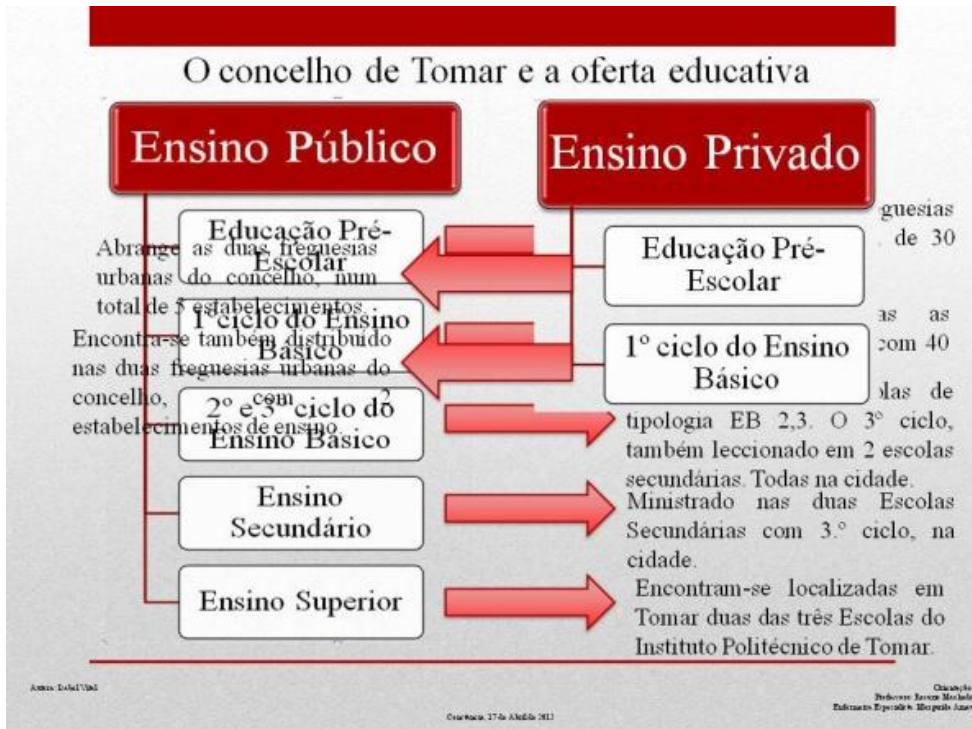 O concelho de Tomar e a oferta educativa
Ensino Público
Educação Pré-
Escolar
1º ciclo do Ensino
Básico
2º e 3º ciclo do
Ensino Básico
Ensino
Secundário
Ensino Superior
Abrange as duas freguesias
urbanas do concelho, num
total de 5 estabelecimentos.
Encontra-se também distribuído
nas duas freguesias urbanas do
concelho, com 2
estabelecimentos de ensino.
Ensino Privado
Educação Pré-
Escolar
1º ciclo do Ensino
Básico
guesias
de 30
as as
com 40
olas de
tipologia EB 2,3. O 3º ciclo,
também leccionado em 2 escolas
secundárias. Todas na cidade.
Ministrado nas duas Escolas
Secundárias com 3.º ciclo, na
cidade.
Encontram-se localizadas em
Tomar duas das três Escolas do
Instituto Politécnico de Tomar.